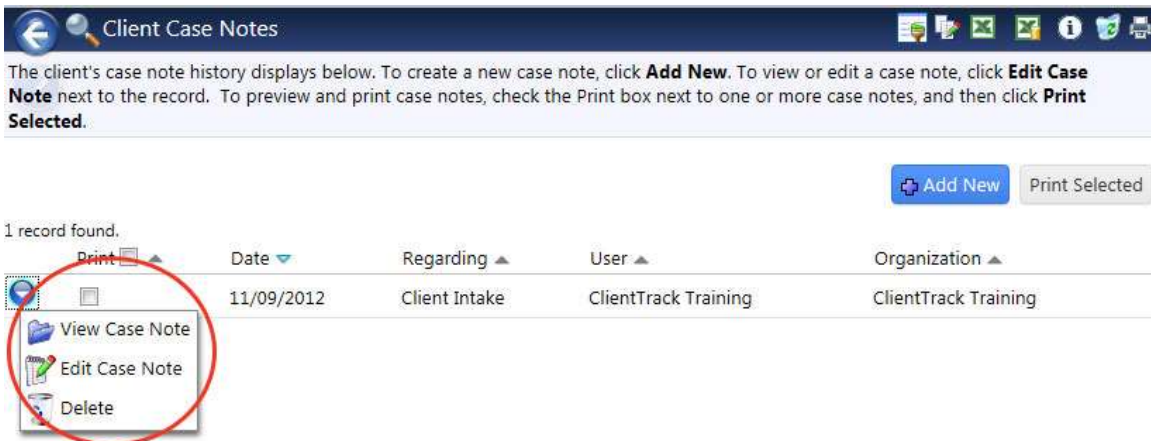 Client Case Notes
The client's case note history displays below. To create a new case note, click Add New. To view or edit a case note, click Edit Case
Note next to the record. To preview and print case notes, check the Print box next to one or more case notes, and then click Print
Selected.
Add New Print Selected
1 record found.
Print Date Regarding User Organization
11/09/2012 Client Intake ClientTrack Training ClientTrack Training
View Case Note
Edit Case Note
Delete